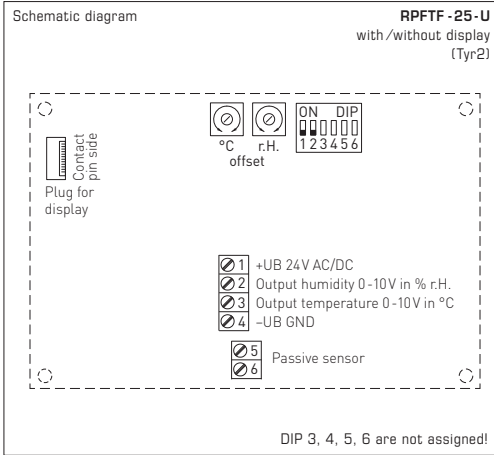 Schematic diagram
RPFTF-25-U
with/without display
(Tyr2)
ON DIP
1 2 3 4 5 6
°C r.H.
offset
Contact
pin side
Plug for
display
1 +UB 24V AC/DC
2 Output humidity 0-10V in % r.H.
3 Output temperature 0-10V in °C
4 –UB GND
5
Passive sensor
6
DIP 3, 4, 5, 6 are not assigned!